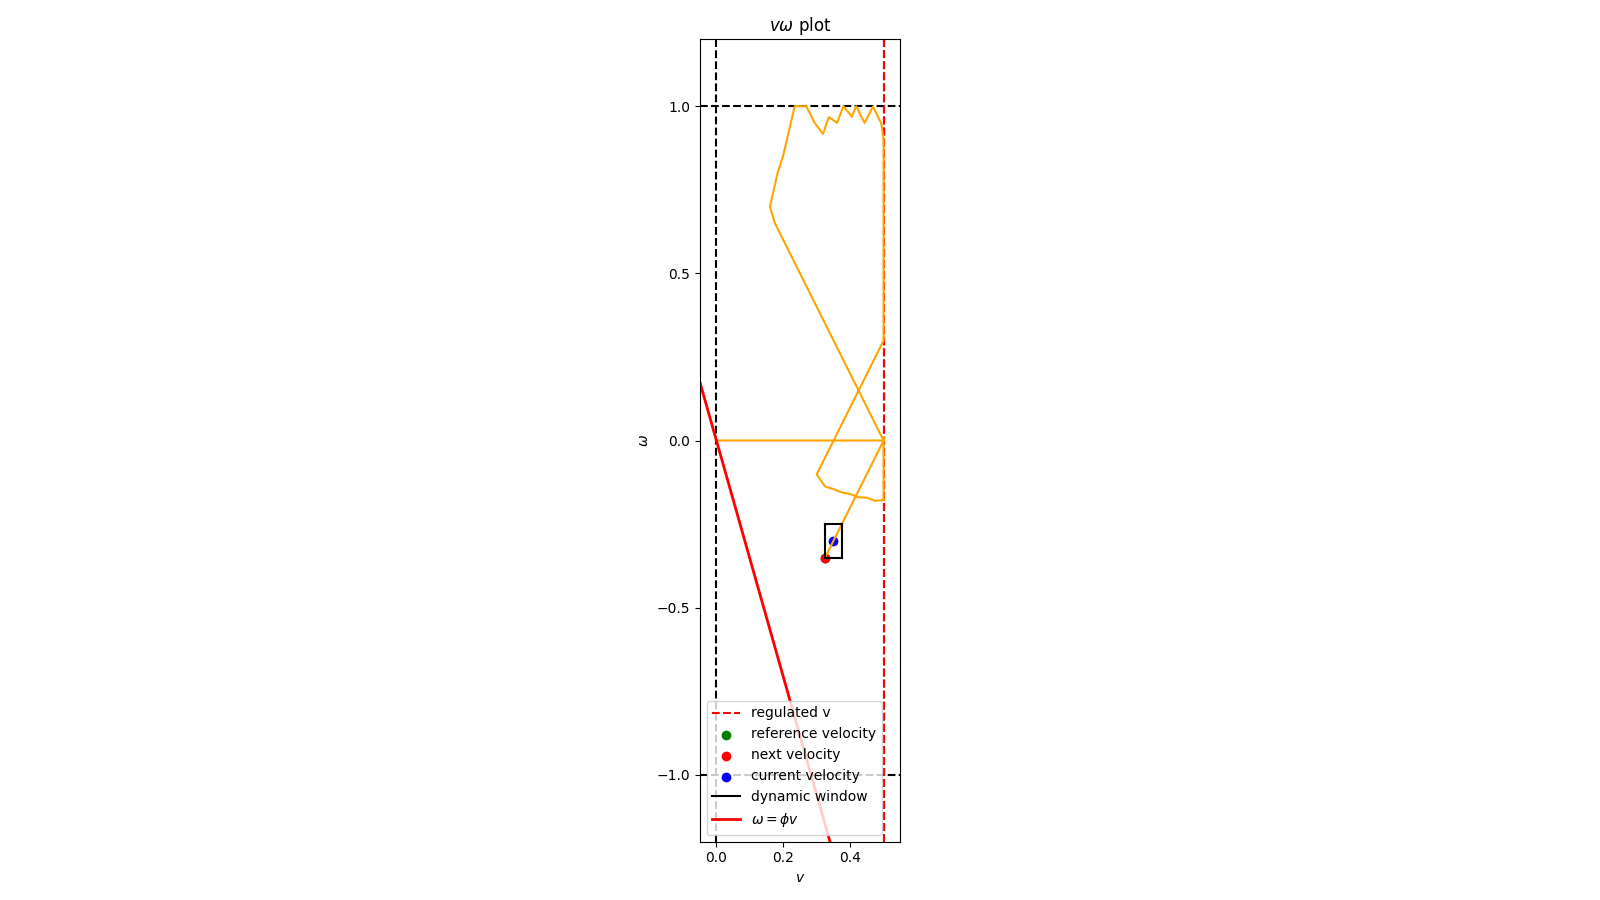 vω plot
1.0
0.5
0.0
−0.5
−1.0
ω
regulated v
reference velocity
next velocity
current velocity
dynamic window
ω = ϕv
0.0 0.2 0.4
v